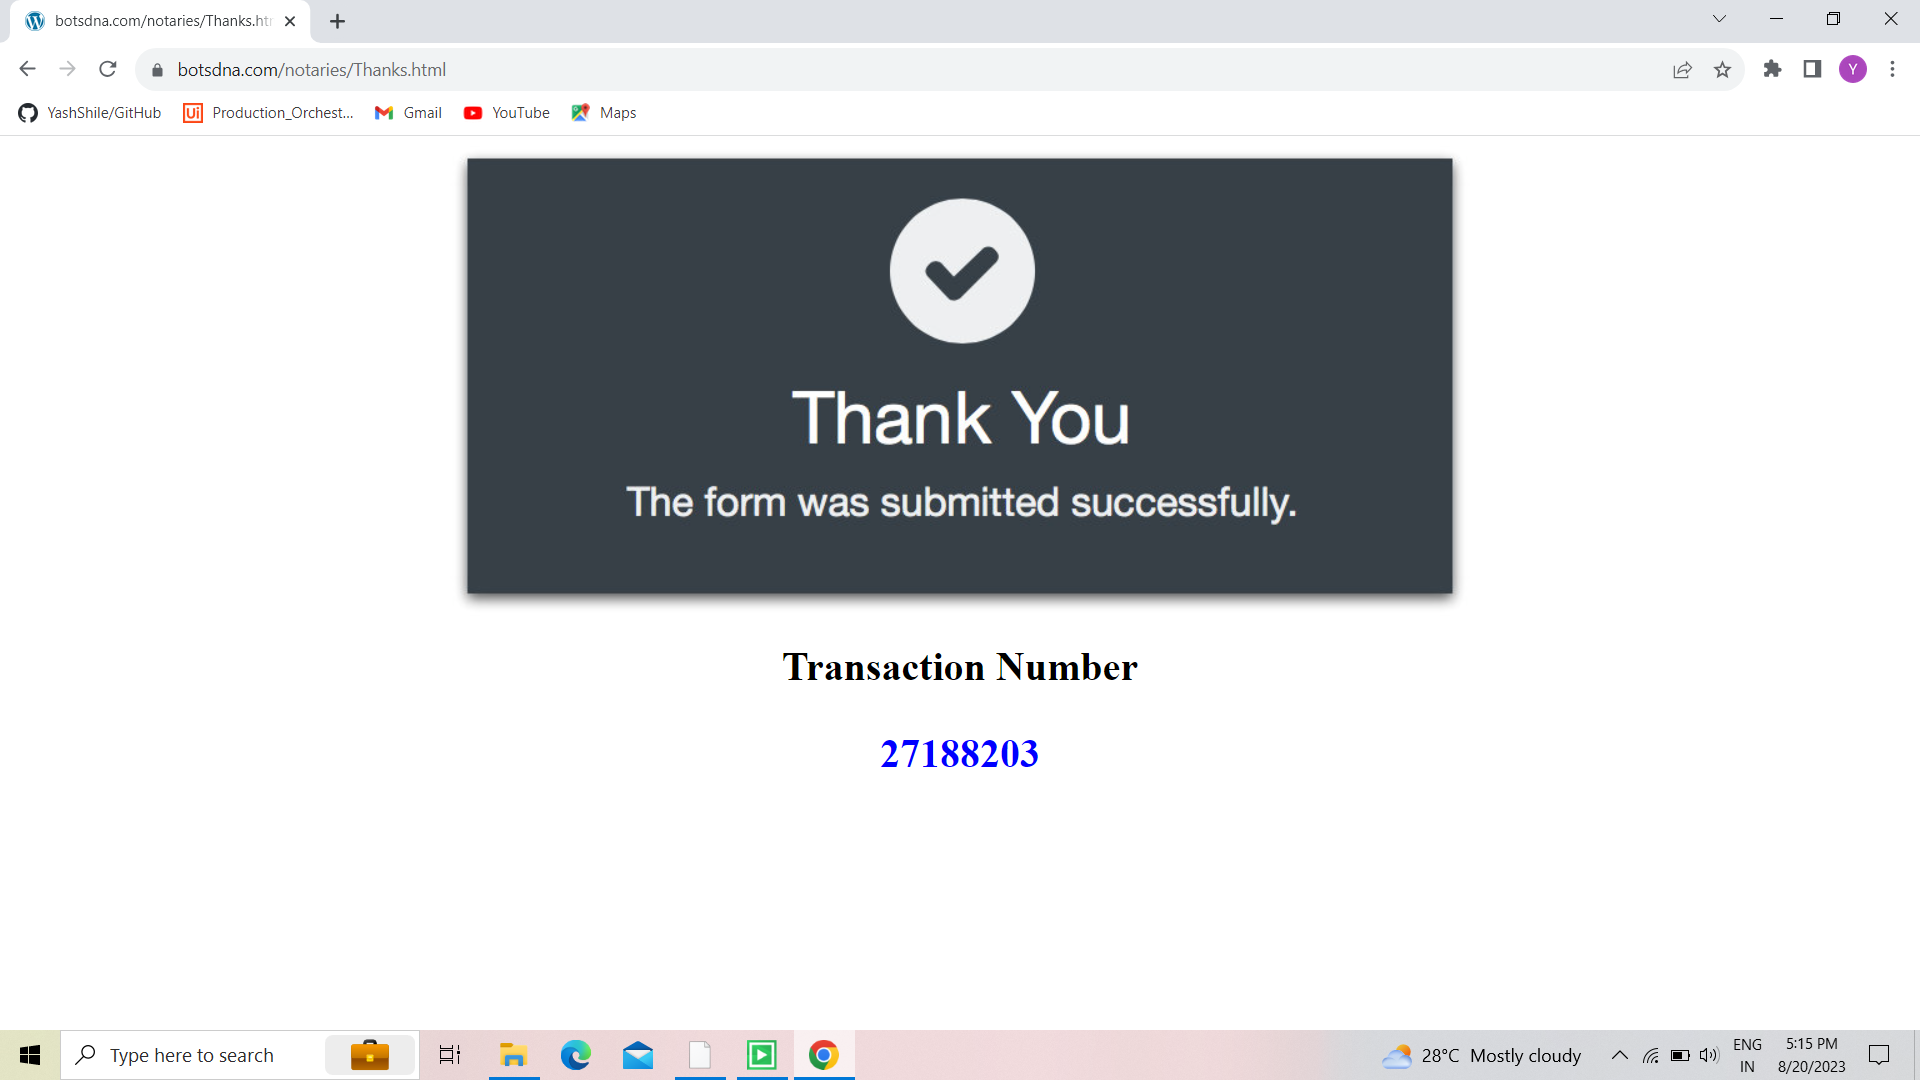 botsdna.com/notaries/Thanks.htm
botsdna.com/notaries/Thanks.html
Y
YashShile/GitHub
Ui
Production_Orchest...
Gmail
YouTube
Maps
Thank You
The form was submitted successfully.
Transaction Number
27188203
Type here to search
28°C Mostly cloudy
ENG
IN
5:15 PM
8/20/2023